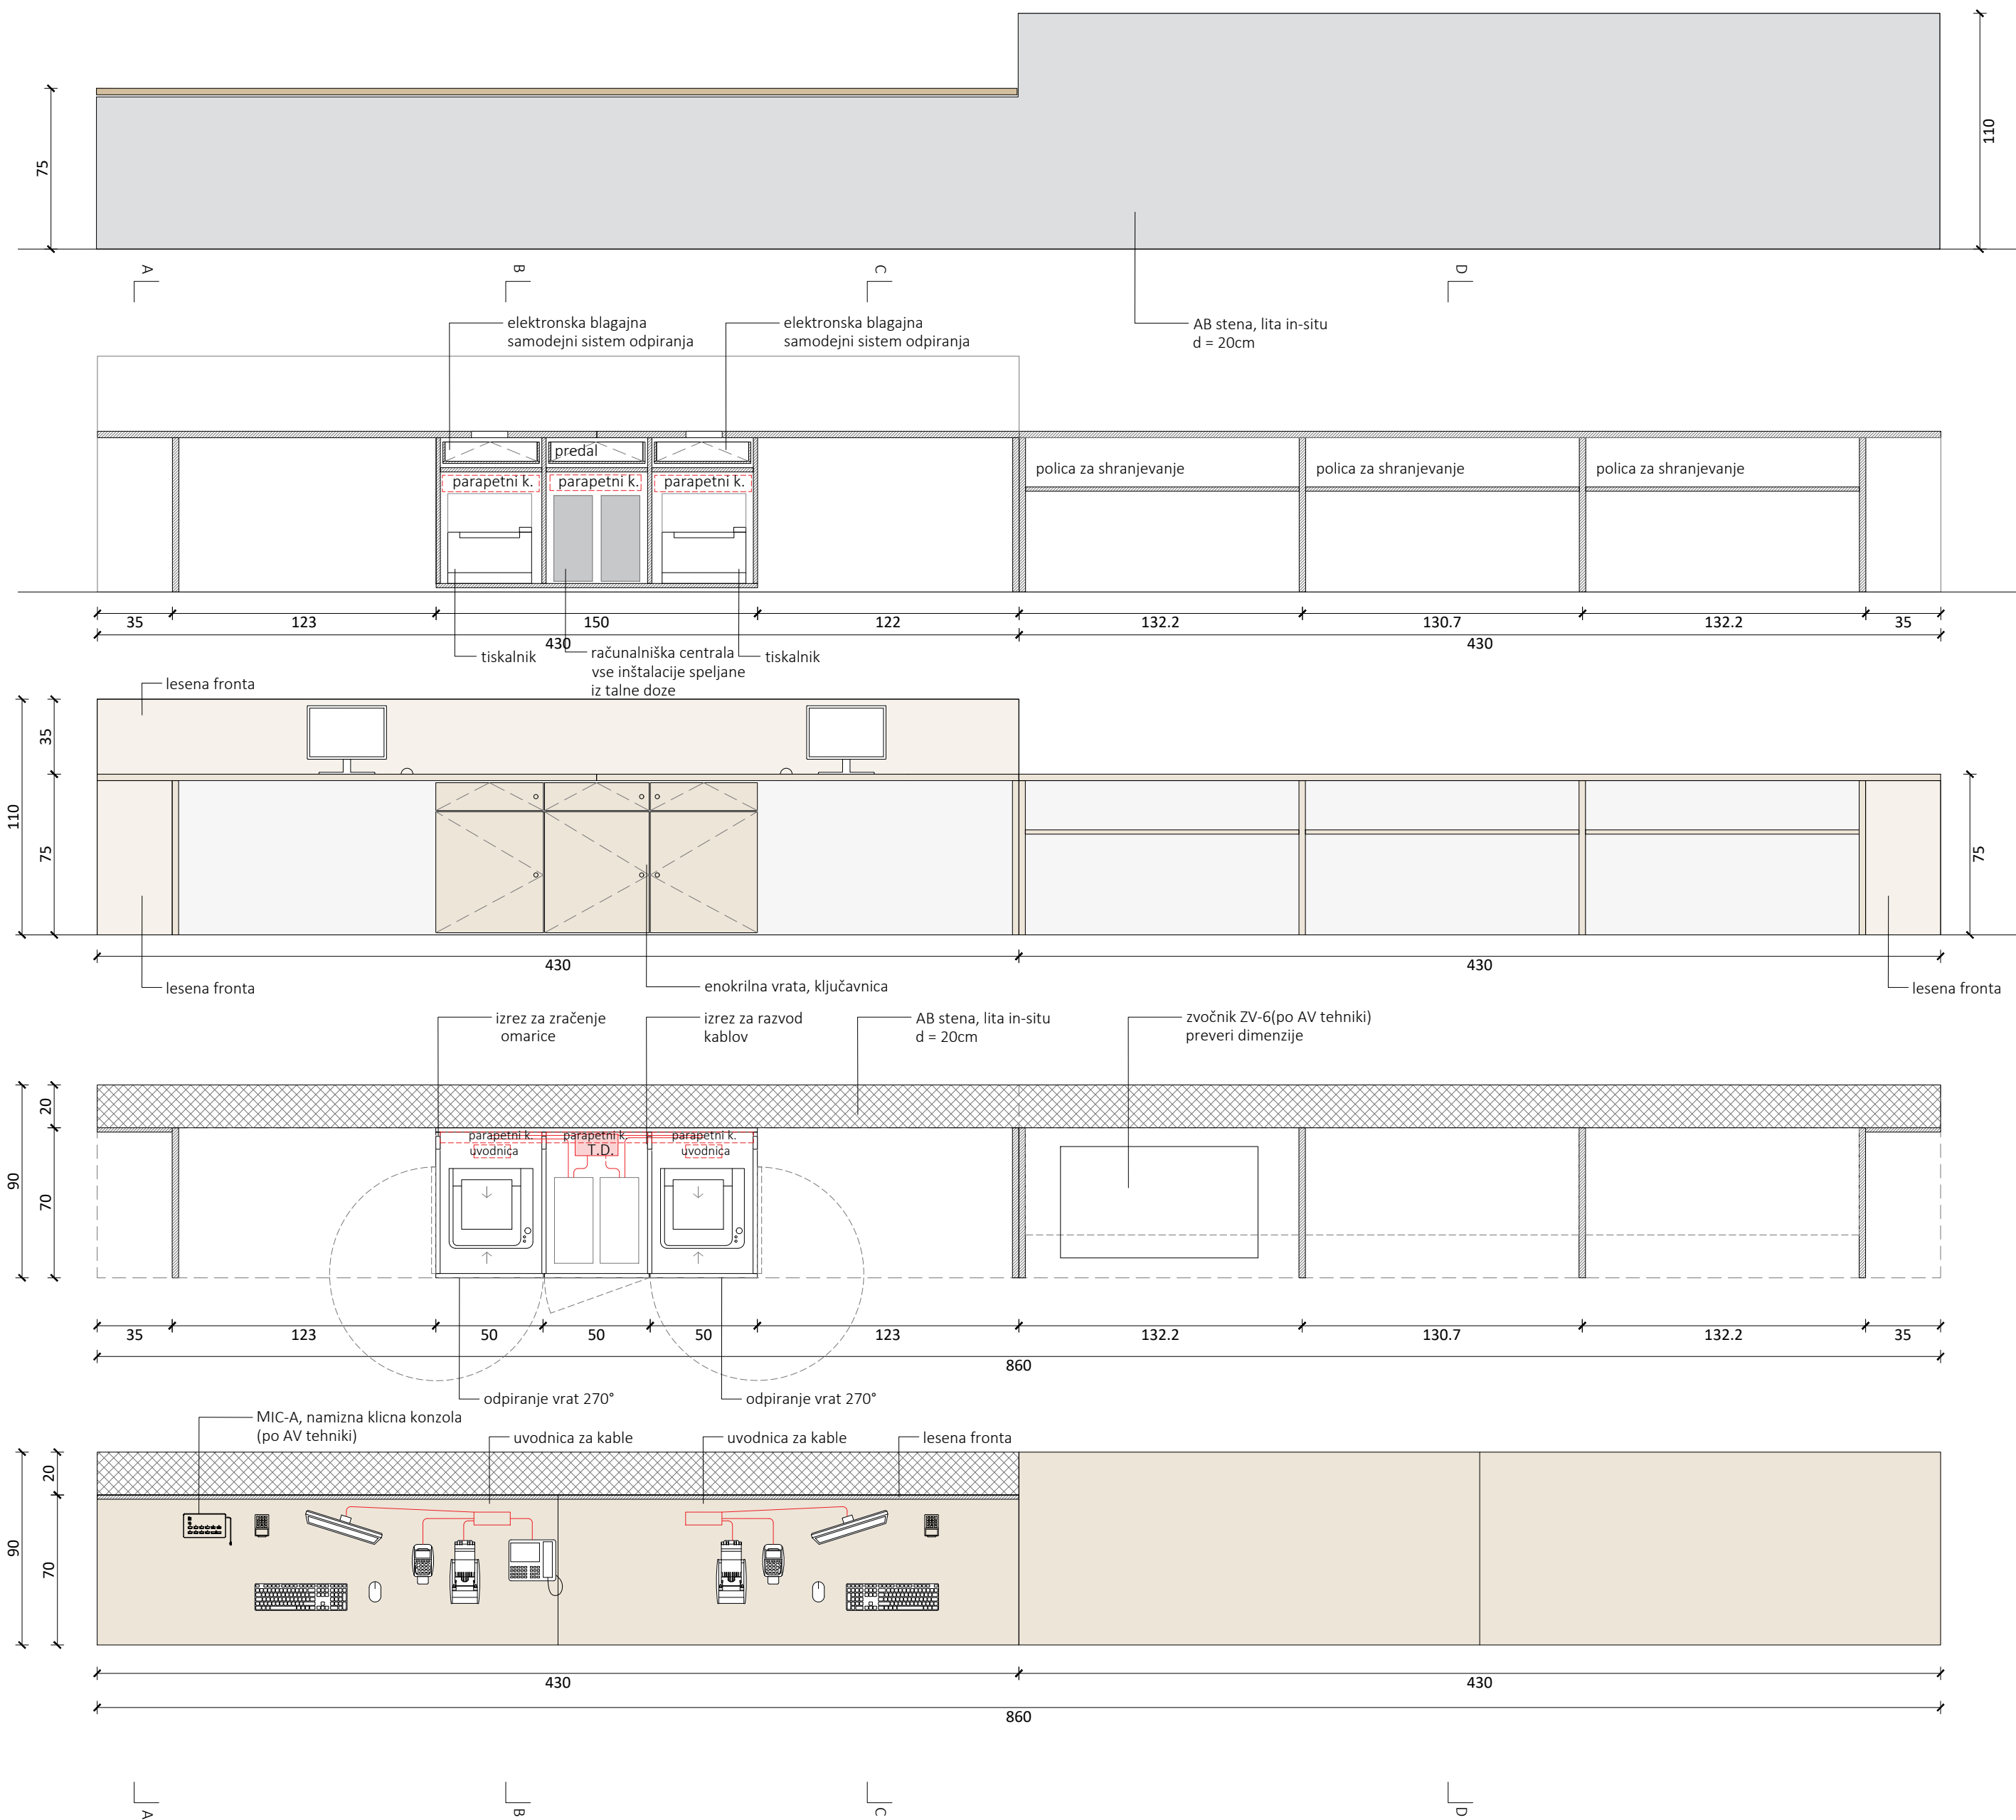 75
110
A
B
C
D
elektronska blagajna
samodejni sistem odpiranja
elektronska blagajna
samodejni sistem odpiranja
AB stena, lita in-situ
d = 20cm
predal
parapetni k.
parapetni k.
parapetni k.
polica za shranjevanje
polica za shranjevanje
polica za shranjevanje
35
123
150
122
132.2
130.7
132.2
35
430
430
tiskalnik
računalniška centrala
vse inštalacije speljane
iz talne doze
tiskalnik
lesena fronta
35
110
75
75
430
430
lesena fronta
enokrilna vrata, ključavnica
lesena fronta
izrez za zračenje
omarice
izrez za razvod
kablov
AB stena, lita in-situ
d = 20cm
zvočnik ZV-6(po AV tehniki)
preveri dimenzije
20
90
70
parapetni k.
parapetni k.
parapetni k.
uvodnica
T.D.
uvodnica
35
123
50
50
50
123
132.2
130.7
132.2
35
860
odpiranje vrat 270°
odpiranje vrat 270°
MIC-A, namizna klicna konzola
(po AV tehniki)
uvodnica za kable
uvodnica za kable
lesena fronta
20
90
70
430
430
860
A
B
C
D